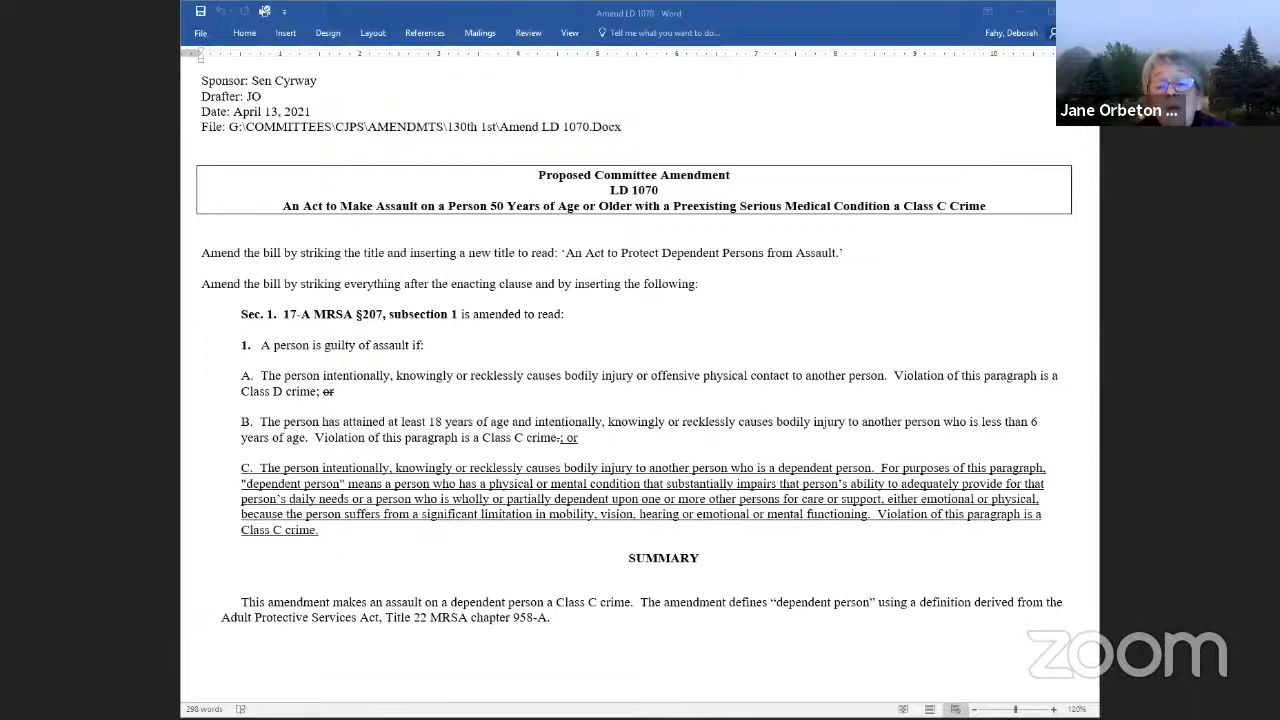 Amend LD 1070 - Word
File Home Insert Design Layout References Mailings Review View Tell me what you want to do... Fahy, Deborah
1 2 3 4 5 6 7 8 9 10
Jane Orbeton ...
Sponsor: Sen Cyrway
Drafter: JO
Date: April 13, 2021
File: G:\COMMITTEES\CJPS\AMENDMTS\130th 1st\Amend LD 1070.Docx
Proposed Committee Amendment
LD 1070
An Act to Make Assault on a Person 50 Years of Age or Older with a Preexisting Serious Medical Condition a Class C Crime
Amend the bill by striking the title and inserting a new title to read: ‘An Act to Protect Dependent Persons from Assault.’
Amend the bill by striking everything after the enacting clause and by inserting the following:
Sec. 1. 17-A MRSA §207, subsection 1 is amended to read:
1. A person is guilty of assault if:
A. The person intentionally, knowingly or recklessly causes bodily injury or offensive physical contact to another person. Violation of this paragraph is a
Class D crime; or
B. The person has attained at least 18 years of age and intentionally, knowingly or recklessly causes bodily injury to another person who is less than 6
years of age. Violation of this paragraph is a Class C crime.; or
C. The person intentionally, knowingly or recklessly causes bodily injury to another person who is a dependent person. For purposes of this paragraph,
"dependent person" means a person who has a physical or mental condition that substantially impairs that person’s ability to adequately provide for that
person’s daily needs or a person who is wholly or partially dependent upon one or more other persons for care or support, either emotional or physical,
because the person suffers from a significant limitation in mobility, vision, hearing or emotional or mental functioning. Violation of this paragraph is a
Class C crime.
SUMMARY
This amendment makes an assault on a dependent person a Class C crime. The amendment defines “dependent person” using a definition derived from the
Adult Protective Services Act, Title 22 MRSA chapter 958-A.
zoom
298 words 120%